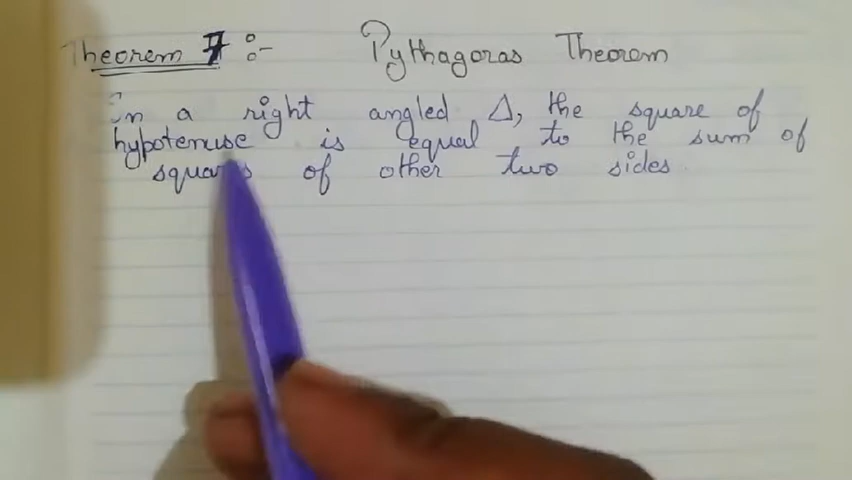 Theorem 7 :- Pythagoras Theorem
In a right angled Δ, the square of
hypotenuse is equal to the sum of
squares of other two sides.